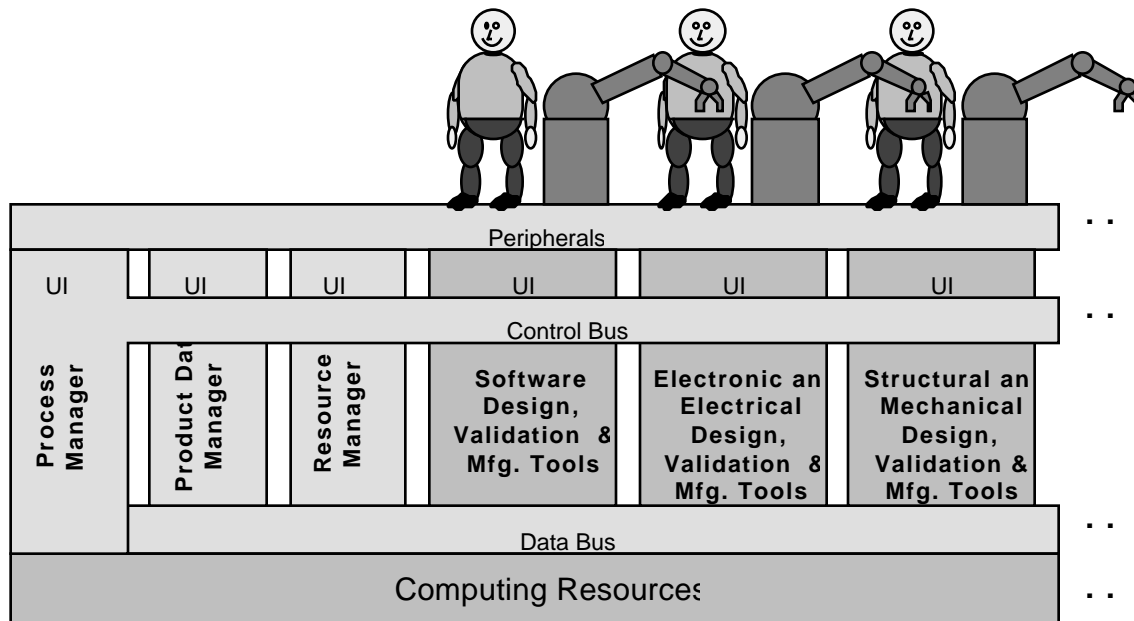 Peripherals
UI
UI
UI
UI
UI
UI
Control Bus
Process
Manager
Product Dat
Manager
Resource
Manager
Software
Design,
Validation &
Mfg. Tools
Electronic an
Electrical
Design,
Validation &
Mfg. Tools
Structural an
Mechanical
Design,
Validation &
Mfg. Tools
Data Bus
Computing Resources
. .
. .
. .
. .